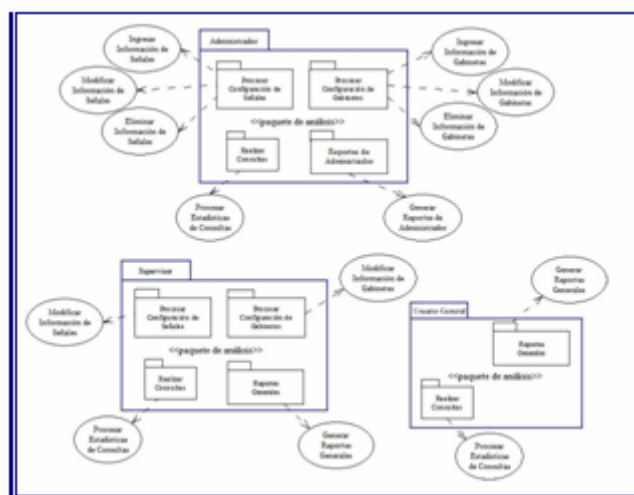 Administrador
Ingresar
Información de
Señales
Modificar
Información de
Señales
Eliminar
Información de
Señales
Procesar
Configuración de
Señales
Procesar
Configuración de
Gabinetes
<<paquete de análisis>>
Realizar
Consultas
Reportes de
Administrador
Ingresar
Información de
Gabinetes
Modificar
Información de
Gabinetes
Eliminar
Información de
Gabinetes
Procesar
Estadísticas
de Consultas
Generar
Reportes de
Administrador
Supervisor
Modificar
Información de
Señales
Procesar
Configuración de
Señales
Procesar
Configuración de
Gabinetes
<<paquete de análisis>>
Realizar
Consultas
Reportes
Generales
Modificar
Información de
Gabinetes
Procesar
Estadísticas
de Consultas
Generar
Reportes
Generales
Usuario General
Generar
Reportes
Generales
Reportes
Generales
<<paquete de análisis>>
Realizar
Consultas
Procesar
Estadísticas
de Consultas